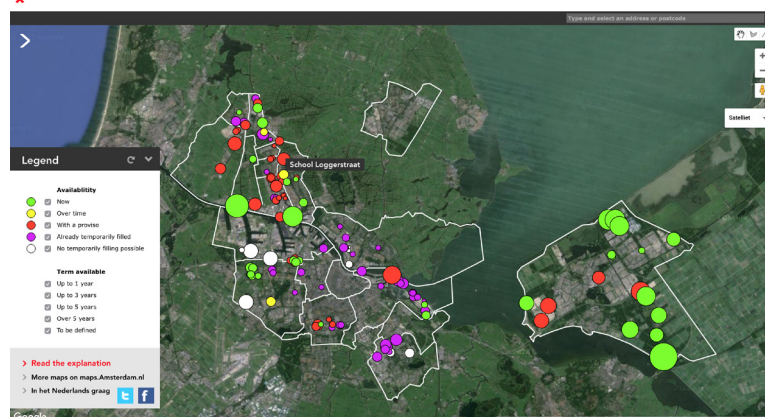 Type and select an address or postcode
Satelliet
Legend
School Loggerstraat
Availablitity
Now
Over time
With a proviso
Already temporarily filled
No temporarily filling possible
Term available
Up to 1 year
Up to 3 years
Up to 5 years
Over 5 years
To be defined
Read the explanation
More maps on maps.Amsterdam.nl
In het Nederlands graag
Google